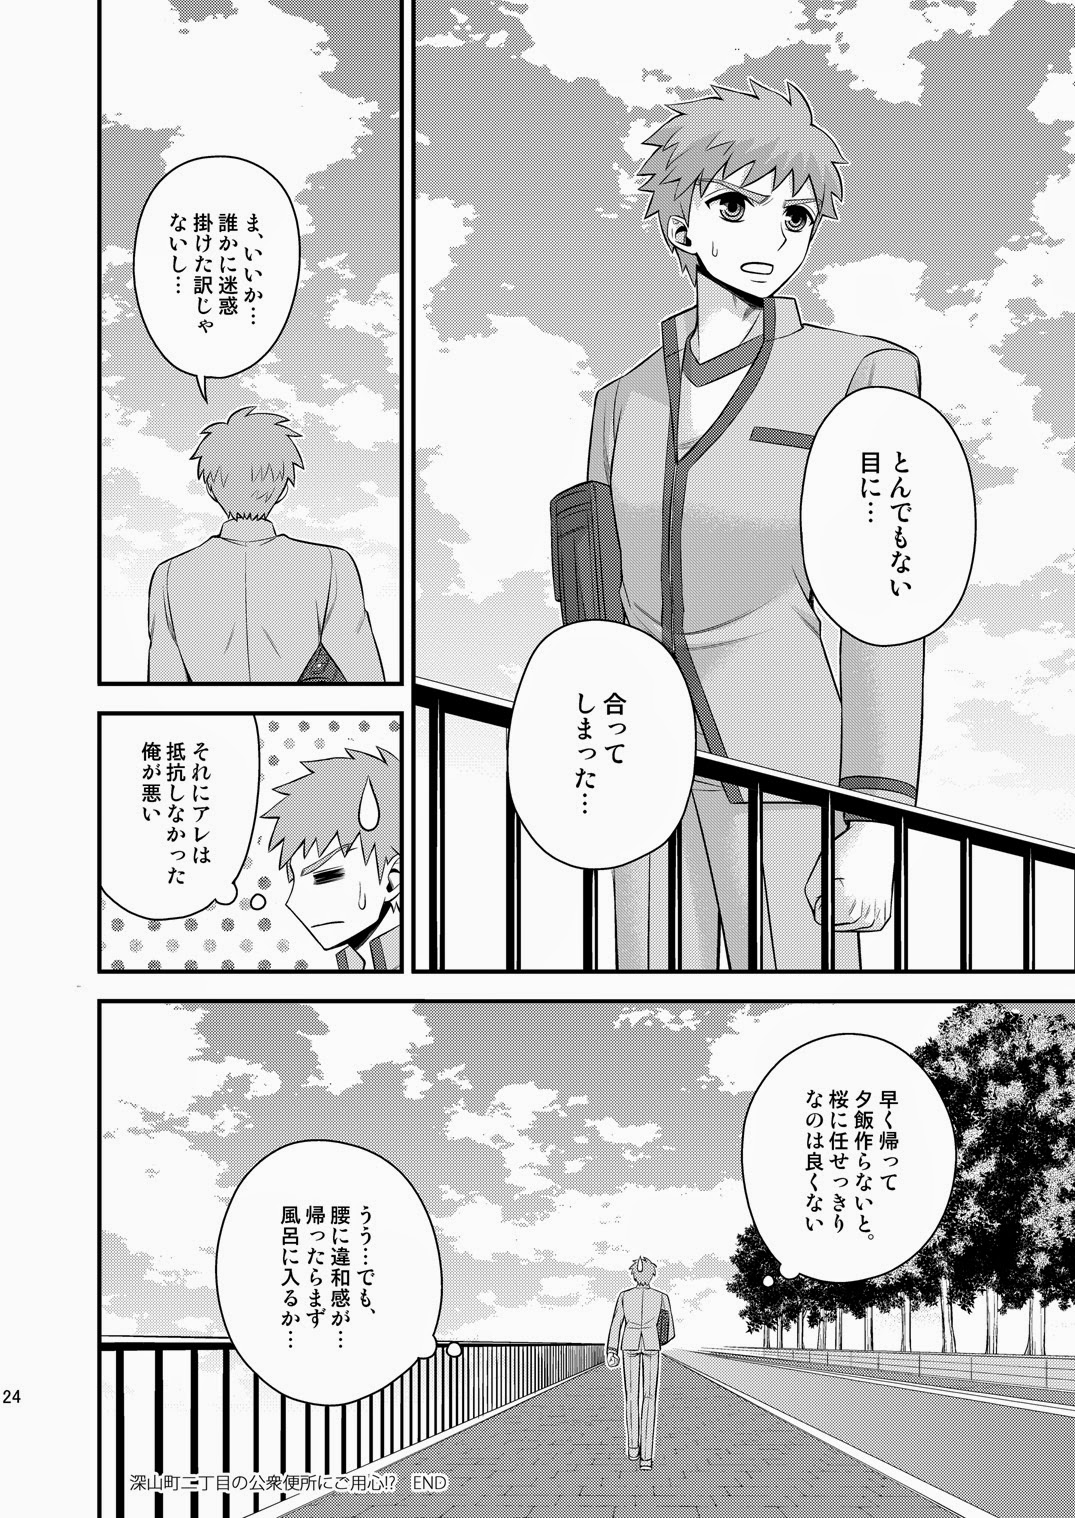 とんでもない
目に…
合って
しまった…
ま、いいか…
誰かに迷惑
掛けた訳じゃ
ないし…
それにアレは
抵抗しなかった
俺が悪い
早く帰って
夕飯作らないと。
桜に任せっきり
なのは良くない
うう…でも、
腰に違和感が…
帰ったらまず
風呂に入るか…
24
深山町二丁目の公衆便所にご用心!? END